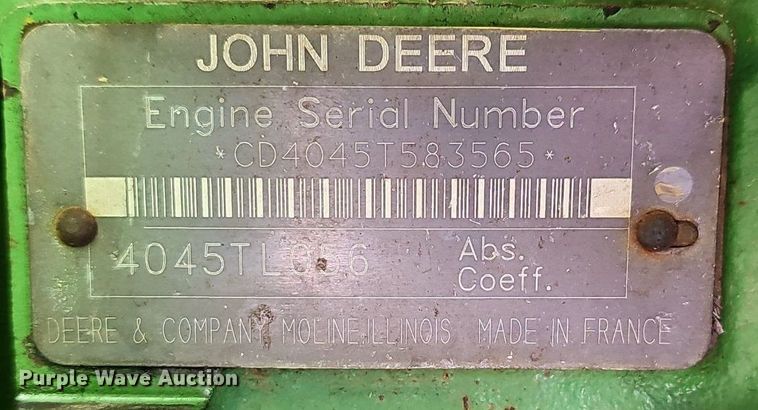 JOHN DEERE
Engine Serial Number
*CD4045T583565*
Abs.
Coeff.
DEERE & COMPANY MOLINE,ILLINOIS MADE IN FRANCE
Purple Wave Auction